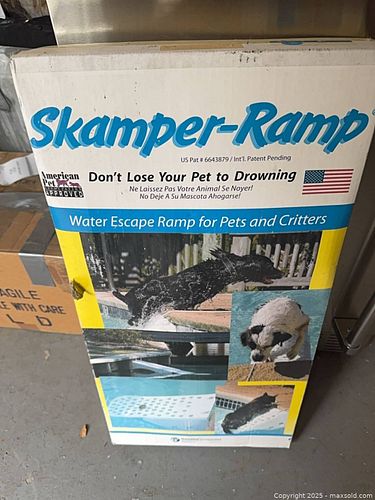 Skamper-Ramp
US Pat # 6643879 / Int'l. Patent Pending
American
Pet
APPROVED
Don't Lose Your Pet to Drowning
Ne Laissez Pas Votre Animal Se Noyer!
No Deje A Su Mascota Ahogarse!
Water Escape Ramp for Pets and Critters
AGILE
E WITH CARE
L D
Copyright © 2025 - maxsold.com